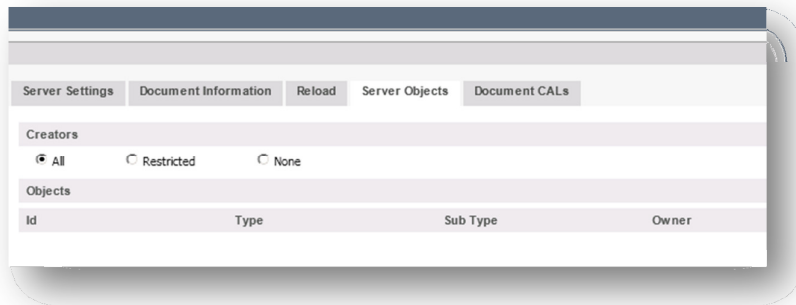 Server Settings Document Information Reload Server Objects Document CALs
Creators
All Restricted None
Objects
Id Type Sub Type Owner